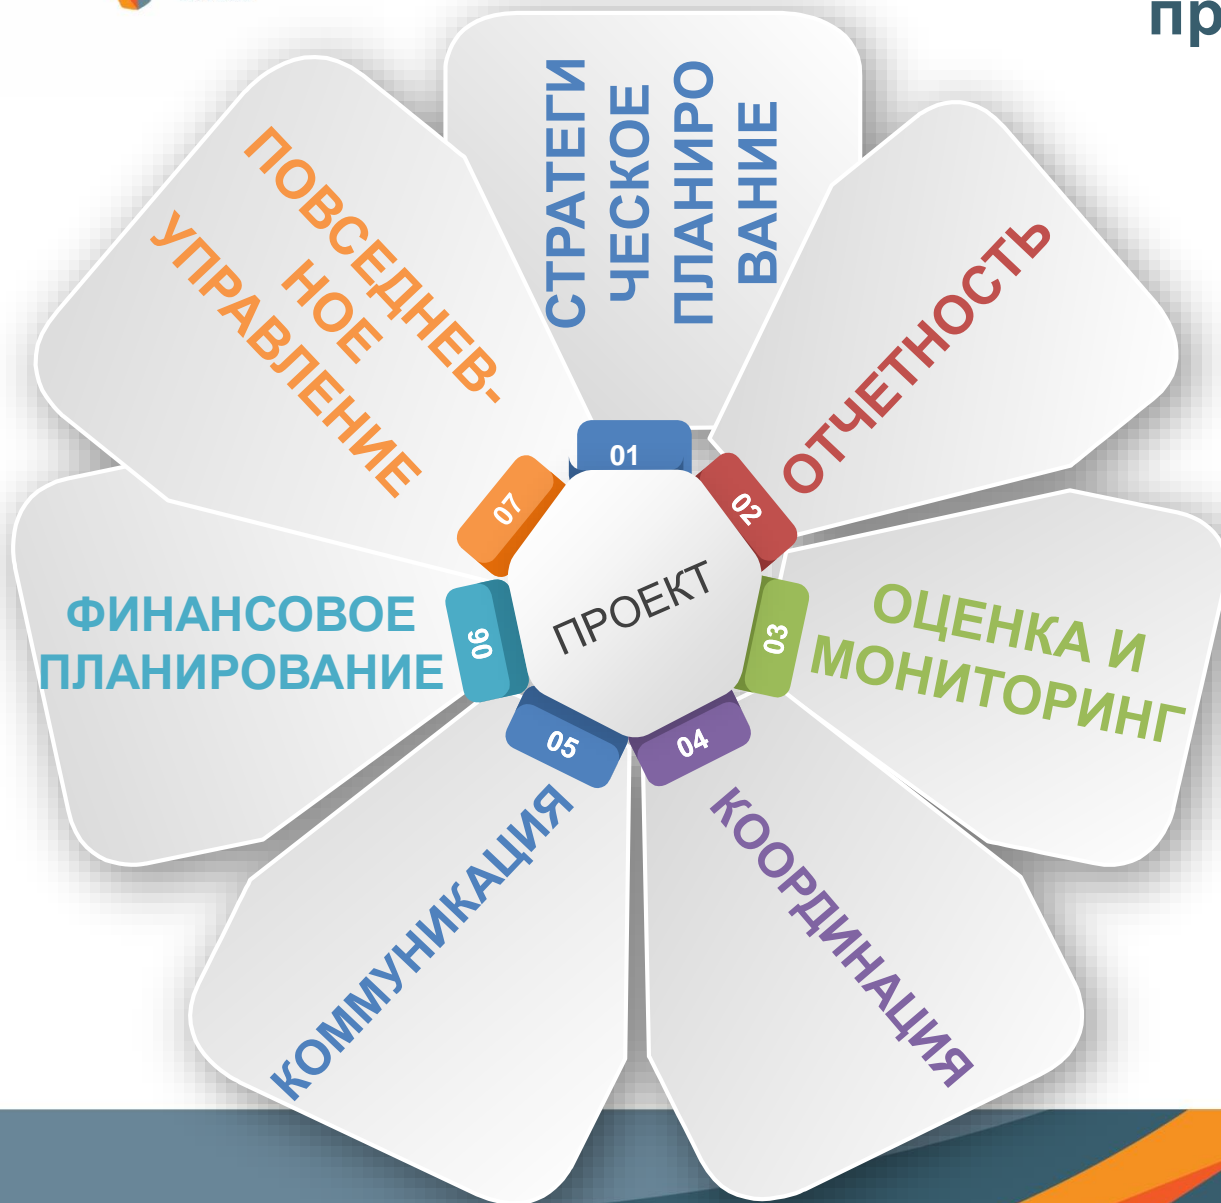 пр
СТРАТЕГИ
ЧЕСКОЕ
ПЛАНИРО
ВАНИЕ
01
ОТЧЕТНОСТЬ
02
ОЦЕНКА И
МОНИТОРИНГ
03
КООРДИНАЦИЯ
04
КОММУНИКАЦИЯ
05
ФИНАНСОВОЕ
ПЛАНИРОВАНИЕ
06
ПОВСЕДНЕВ-
НОЕ
УПРАВЛЕНИЕ
07
ПРОЕКТ